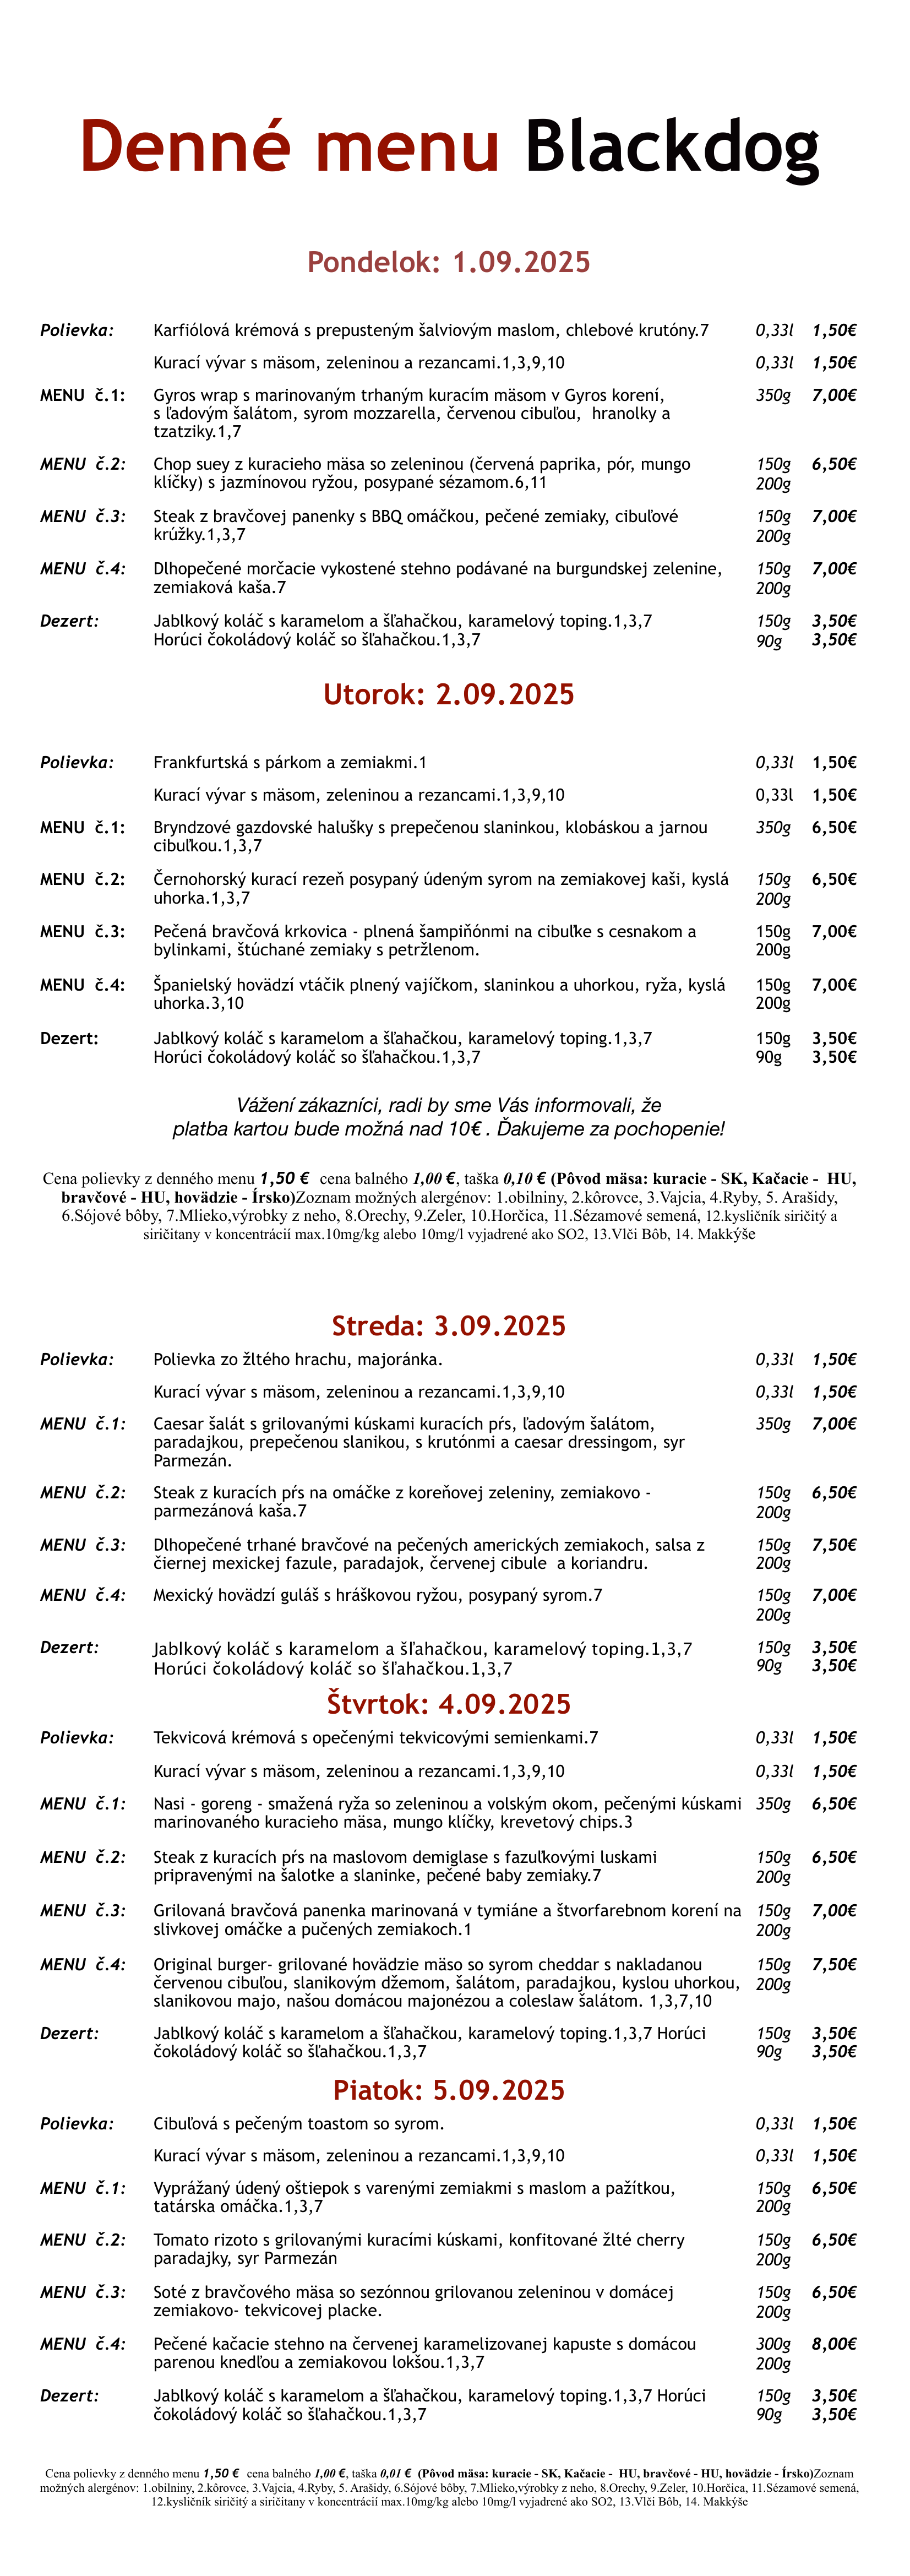 Denné menu Blackdog
Pondelok: 1.09.2025
Polievka: Karfiólová krémová s prepusteným šalviovým maslom, chlebové krutóny.7 0,33l 1,50€
Kurací vývar s mäsom, zeleninou a rezancami.1,3,9,10 0,33l 1,50€
MENU č.1: Gyros wrap s marinovaným trhaným kuracím mäsom v Gyros korení, 350g 7,00€
s ľadovým šalátom, syrom mozzarella, červenou cibuľou, hranolky a
tzatziky.1,7
MENU č.2: Chop suey z kuracieho mäsa so zeleninou (červená paprika, pór, mungo 150g 6,50€
klíčky) s jazmínovou ryžou, posypané sézamom.6,11 200g
MENU č.3: Steak z bravčovej panenky s BBQ omáčkou, pečené zemiaky, cibuľové 150g 7,00€
krúžky.1,3,7 200g
MENU č.4: Dlhopečené morčacie vykostené stehno podávané na burgundskej zelenine, 150g 7,00€
zemiaková kaša.7 200g
Dezert: Jablkový koláč s karamelom a šľahačkou, karamelový toping.1,3,7 150g 3,50€
Horúci čokoládový koláč so šľahačkou.1,3,7 90g 3,50€
Utorok: 2.09.2025
Polievka: Frankfurtská s párkom a zemiakmi.1 0,33l 1,50€
Kurací vývar s mäsom, zeleninou a rezancami.1,3,9,10 0,33l 1,50€
MENU č.1: Bryndzové gazdovské halušky s prepečenou slaninkou, klobáskou a jarnou 350g 6,50€
cibuľkou.1,3,7
MENU č.2: Černohorský kurací rezeň posypaný údeným syrom na zemiakovej kaši, kyslá 150g 6,50€
uhorka.1,3,7 200g
MENU č.3: Pečená bravčová krkovica - plnená šampiňónmi na cibuľke s cesnakom a 150g 7,00€
bylinkami, štúchané zemiaky s petržlenom. 200g
MENU č.4: Španielský hovädzí vtáčik plnený vajíčkom, slaninkou a uhorkou, ryža, kyslá 150g 7,00€
uhorka.3,10 200g
Dezert: Jablkový koláč s karamelom a šľahačkou, karamelový toping.1,3,7 150g 3,50€
Horúci čokoládový koláč so šľahačkou.1,3,7 90g 3,50€
Vážení zákazníci, radi by sme Vás informovali, že
platba kartou bude možná nad 10€ . Ďakujeme za pochopenie!
Cena polievky z denného menu 1,50 € cena balného 1,00 €, taška 0,10 € (Pôvod mäsa: kuracie - SK, Kačacie - HU,
bravčové - HU, hovädzie - Írsko)Zoznam možných alergénov: 1.obilniny, 2.kôrovce, 3.Vajcia, 4.Ryby, 5. Arašidy,
6.Sójové bôby, 7.Mlieko,výrobky z neho, 8.Orechy, 9.Zeler, 10.Horčica, 11.Sézamové semená, 12.kysličník siričitý a
siričitany v koncentrácií max.10mg/kg alebo 10mg/l vyjadrené ako SO2, 13.Vlči Bôb, 14. Makkýše
Streda: 3.09.2025
Polievka: Polievka zo žltého hrachu, majoránka. 0,33l 1,50€
Kurací vývar s mäsom, zeleninou a rezancami.1,3,9,10 0,33l 1,50€
MENU č.1: Caesar šalát s grilovanými kúskami kuracích pŕs, ľadovým šalátom, 350g 7,00€
paradajkou, prepečenou slanikou, s krutónmi a caesar dressingom, syr
Parmezán.
MENU č.2: Steak z kuracích pŕs na omáčke z koreňovej zeleniny, zemiakovo - 150g 6,50€
parmezánová kaša.7 200g
MENU č.3: Dlhopečené trhané bravčové na pečených amerických zemiakoch, salsa z 150g 7,50€
čiernej mexickej fazule, paradajok, červenej cibule a koriandru. 200g
MENU č.4: Mexický hovädzí guláš s hráškovou ryžou, posypaný syrom.7 150g 7,00€
200g
Dezert: Jablkový koláč s karamelom a šľahačkou, karamelový toping.1,3,7 150g 3,50€
Horúci čokoládový koláč so šľahačkou.1,3,7 90g 3,50€
Štvrtok: 4.09.2025
Polievka: Tekvicová krémová s opečenými tekvicovými semienkami.7 0,33l 1,50€
Kurací vývar s mäsom, zeleninou a rezancami.1,3,9,10 0,33l 1,50€
MENU č.1: Nasi - goreng - smažená ryža so zeleninou a volským okom, pečenými kúskami 350g 6,50€
marinovaného kuracieho mäsa, mungo klíčky, krevetový chips.3
MENU č.2: Steak z kuracích pŕs na maslovom demiglase s fazuľkovými luskami 150g 6,50€
pripravenými na šalotke a slaninke, pečené baby zemiaky.7 200g
MENU č.3: Grilovaná bravčová panenka marinovaná v tymiáne a štvorfarebnom korení na 150g 7,00€
slivkovej omáčke a pučených zemiakoch.1 200g
MENU č.4: Original burger- grilované hovädzie mäso so syrom cheddar s nakladanou 150g 7,50€
červenou cibuľou, slanikovým džemom, šalátom, paradajkou, kyslou uhorkou, 200g
slanikovou majo, našou domácou majonézou a coleslaw šalátom. 1,3,7,10
Dezert: Jablkový koláč s karamelom a šľahačkou, karamelový toping.1,3,7 Horúci 150g 3,50€
čokoládový koláč so šľahačkou.1,3,7 90g 3,50€
Piatok: 5.09.2025
Polievka: Cibuľová s pečeným toastom so syrom. 0,33l 1,50€
Kurací vývar s mäsom, zeleninou a rezancami.1,3,9,10 0,33l 1,50€
MENU č.1: Vyprážaný údený oštiepok s varenými zemiakmi s maslom a pažítkou, 150g 6,50€
tatárska omáčka.1,3,7 200g
MENU č.2: Tomato rizoto s grilovanými kuracími kúskami, konfitované žlté cherry 150g 6,50€
paradajky, syr Parmezán 200g
MENU č.3: Soté z bravčového mäsa so sezónnou grilovanou zeleninou v domácej 150g 6,50€
zemiakovo- tekvicovej placke. 200g
MENU č.4: Pečené kačacie stehno na červenej karamelizovanej kapuste s domácou 300g 8,00€
parenou knedľou a zemiakovou lokšou.1,3,7 200g
Dezert: Jablkový koláč s karamelom a šľahačkou, karamelový toping.1,3,7 Horúci 150g 3,50€
čokoládový koláč so šľahačkou.1,3,7 90g 3,50€
Cena polievky z denného menu 1,50 € cena balného 1,00 €, taška 0,01 € (Pôvod mäsa: kuracie - SK, Kačacie - HU, bravčové - HU, hovädzie - Írsko)Zoznam
možných alergénov: 1.obilniny, 2.kôrovce, 3.Vajcia, 4.Ryby, 5. Arašidy, 6.Sójové bôby, 7.Mlieko,výrobky z neho, 8.Orechy, 9.Zeler, 10.Horčica, 11.Sézamové semená,
12.kysličník siričitý a siričitany v koncentrácií max.10mg/kg alebo 10mg/l vyjadrené ako SO2, 13.Vlči Bôb, 14. Makkýše